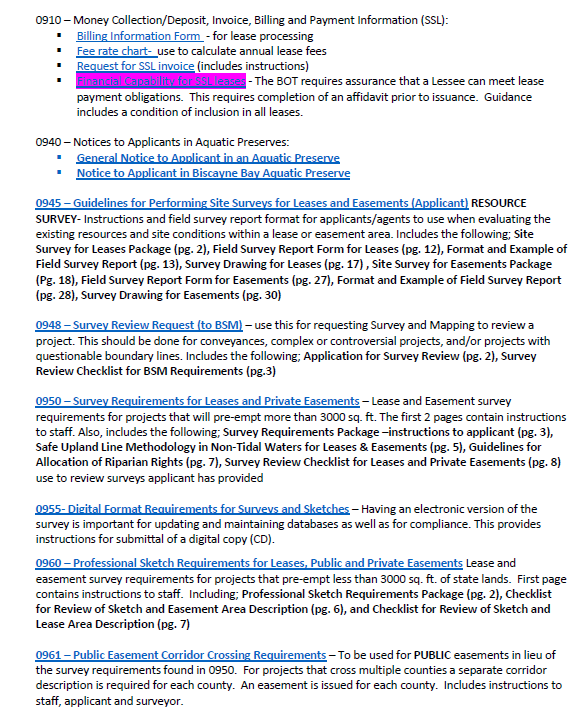 0910 – Money Collection/Deposit, Invoice, Billing and Payment Information (SSL):
▪ Billing Information Form - for lease processing
▪ Fee rate chart- use to calculate annual lease fees
▪ Request for SSL invoice (includes instructions)
▪ Financial Capability for SSL leases - The BOT requires assurance that a Lessee can meet lease
payment obligations. This requires completion of an affidavit prior to issuance. Guidance
includes a condition of inclusion in all leases.
0940 – Notices to Applicants in Aquatic Preserves:
▪ General Notice to Applicant in an Aquatic Preserve
▪ Notice to Applicant in Biscayne Bay Aquatic Preserve
0945 – Guidelines for Performing Site Surveys for Leases and Easements (Applicant) RESOURCE
SURVEY- Instructions and field survey report format for applicants/agents to use when evaluating the
existing resources and site conditions within a lease or easement area. Includes the following; Site
Survey for Leases Package (pg. 2), Field Survey Report Form for Leases (pg. 12), Format and Example of
Field Survey Report (pg. 13), Survey Drawing for Leases (pg. 17) , Site Survey for Easements Package
(Pg. 18), Field Survey Report Form for Easements (pg. 27), Format and Example of Field Survey Report
(pg. 28), Survey Drawing for Easements (pg. 30)
0948 – Survey Review Request (to BSM) – use this for requesting Survey and Mapping to review a
project. This should be done for conveyances, complex or controversial projects, and/or projects with
questionable boundary lines. Includes the following; Application for Survey Review (pg. 2), Survey
Review Checklist for BSM Requirements (pg.3)
0950 – Survey Requirements for Leases and Private Easements – Lease and Easement survey
requirements for projects that will pre-empt more than 3000 sq. ft. The first 2 pages contain instructions
to staff. Also, includes the following; Survey Requirements Package –instructions to applicant (pg. 3),
Safe Upland Line Methodology in Non-Tidal Waters for Leases & Easements (pg. 5), Guidelines for
Allocation of Riparian Rights (pg. 7), Survey Review Checklist for Leases and Private Easements (pg. 8)
use to review surveys applicant has provided
0955- Digital Format Requirements for Surveys and Sketches – Having an electronic version of the
survey is important for updating and maintaining databases as well as for compliance. This provides
instructions for submittal of a digital copy (CD).
0960 – Professional Sketch Requirements for Leases, Public and Private Easements Lease and
easement survey requirements for projects that pre-empt less than 3000 sq. ft. of state lands. First page
contains instructions to staff. Including; Professional Sketch Requirements Package (pg. 2), Checklist
for Review of Sketch and Easement Area Description (pg. 6), and Checklist for Review of Sketch and
Lease Area Description (pg. 7)
0961 – Public Easement Corridor Crossing Requirements – To be used for PUBLIC easements in lieu of
the survey requirements found in 0950. For projects that cross multiple counties a separate corridor
description is required for each county. An easement is issued for each county. Includes instructions to
staff, applicant and surveyor.